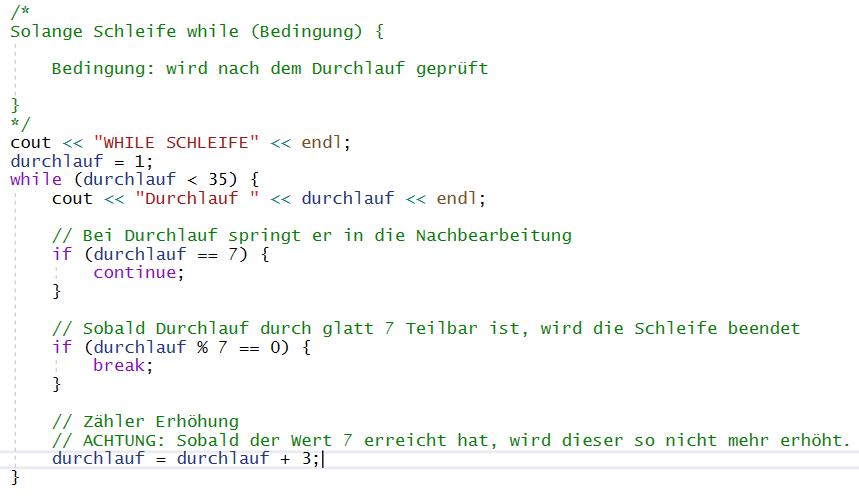 /*
Solange Schleife while (Bedingung) {
Bedingung: wird nach dem Durchlauf geprüft
}
*/
cout << "WHILE SCHLEIFE" << endl;
durchlauf = 1;
while (durchlauf < 35) {
cout << "Durchlauf " << durchlauf << endl;
// Bei Durchlauf springt er in die Nachbearbeitung
if (durchlauf == 7) {
continue;
}
// Sobald Durchlauf durch glatt 7 Teilbar ist, wird die Schleife beendet
if (durchlauf % 7 == 0) {
break;
}
// Zähler Erhöhung
// ACHTUNG: Sobald der Wert 7 erreicht hat, wird dieser so nicht mehr erhöht.
durchlauf = durchlauf + 3;
}